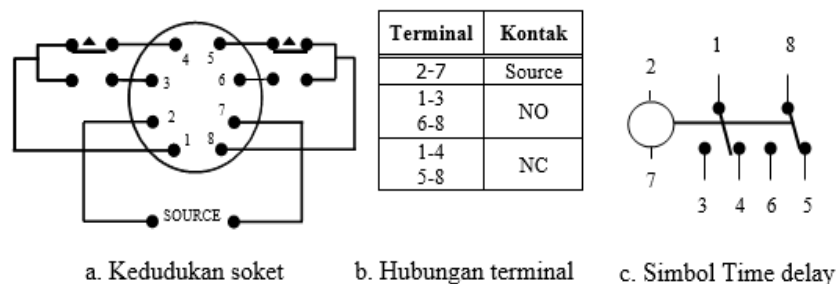 4 5
3 6
2 7
1 8
SOURCE
a. Kedudukan soket
Terminal Kontak
2-7 Source
1-3
6-8
NO
1-4
5-8
NC
b. Hubungan terminal
1 8
2
7
3 4 6 5
c. Simbol Time delay